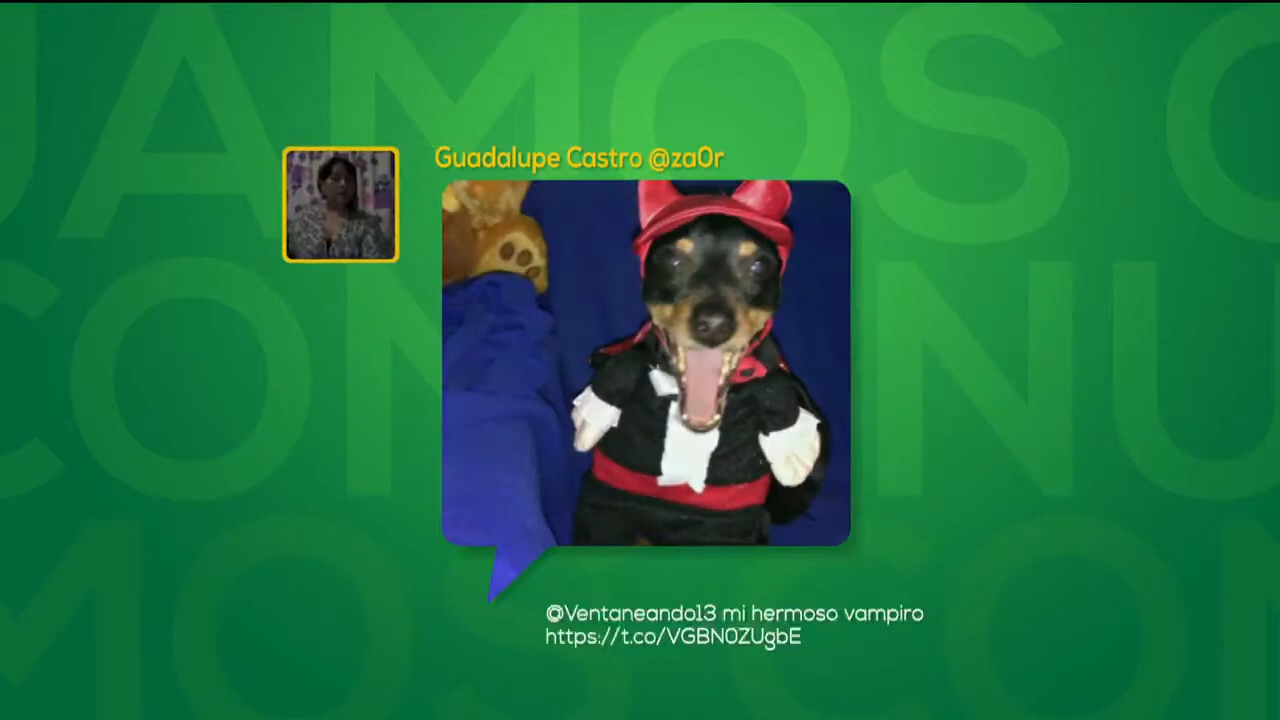 Guadalupe Castro @za0r
@Ventaneando13 mi hermoso vampiro
https://t.co/VGBN0ZUgbE